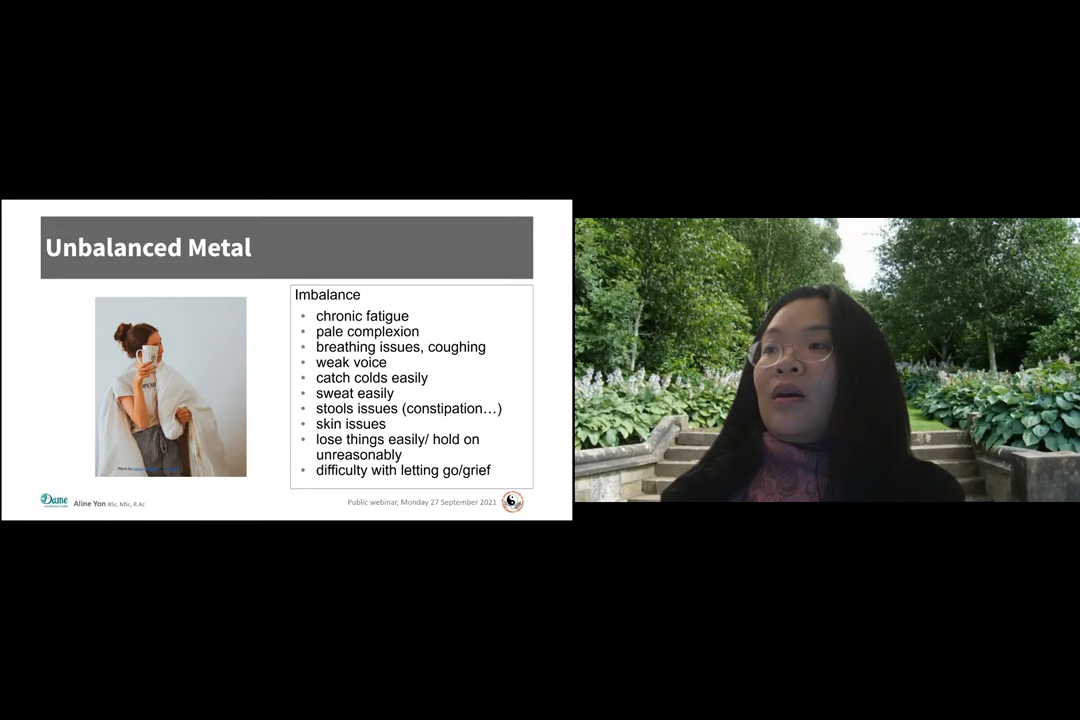 Unbalanced Metal
Imbalance
• chronic fatigue
• pale complexion
• breathing issues, coughing
• weak voice
• catch colds easily
• sweat easily
• stools issues (constipation…)
• skin issues
• lose things easily/ hold on
unreasonably
• difficulty with letting go/grief
Photo by
Dame
Aline Yon BSc, MSc, R.Ac
Public webinar, Monday 27 September 2021